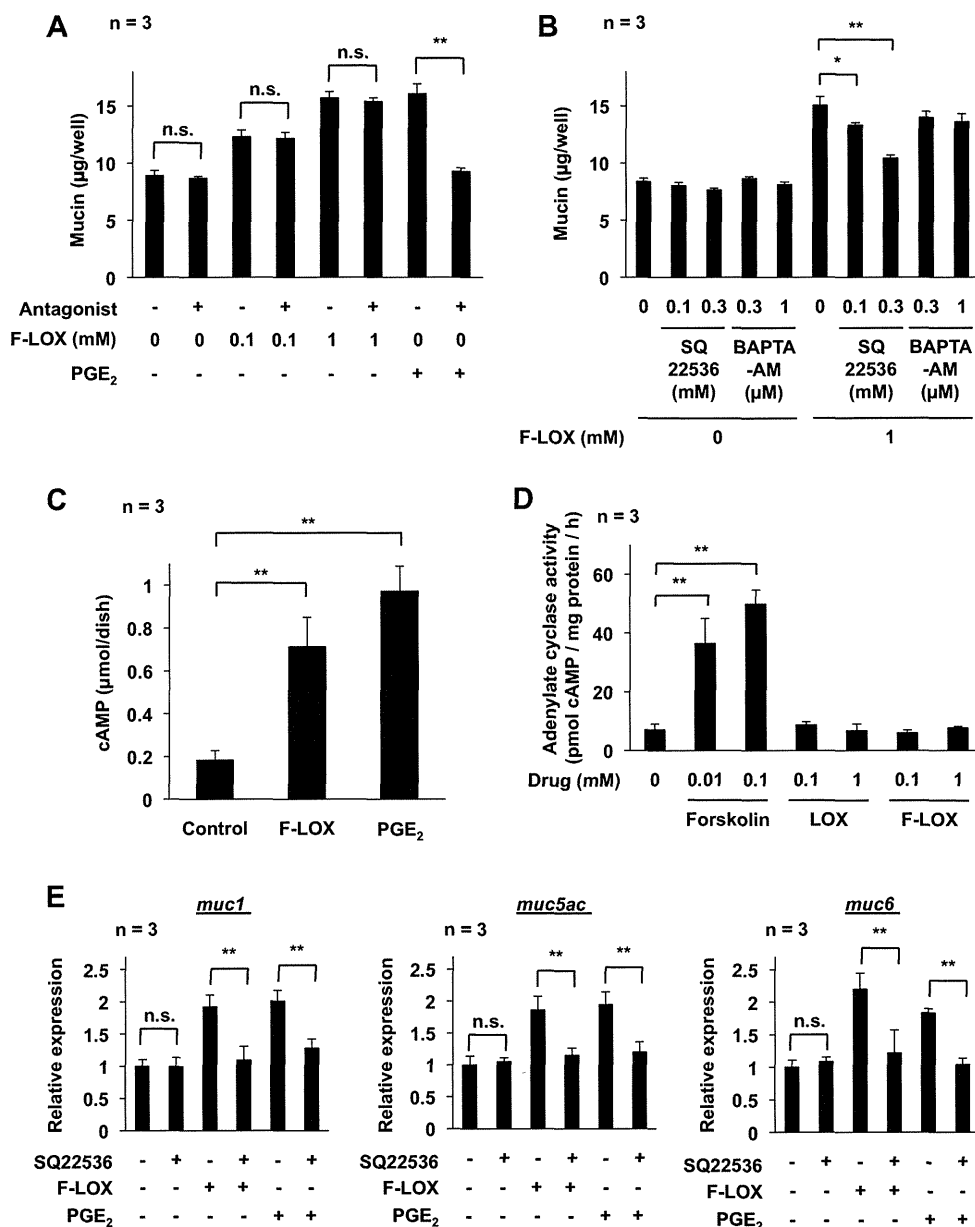 A
n = 3
n.s.
n.s.
n.s.
**
Mucin (µg/well)
15
10
5
0
Antagonist - + - + - + - +
F-LOX (mM) 0 0 0.1 0.1 1 1 0 0
PGE2 - - - - - - + +
B
n = 3
**
*
Mucin (µg/well)
15
10
5
0
0 0.1 0.3 0.3 1 0 0.1 0.3 0.3 1
SQ BAPTA SQ BAPTA
22536 -AM 22536 -AM
(mM) (µM) (mM) (µM)
F-LOX (mM) 0 1
C
n = 3
**
**
cAMP (µmol/dish)
1
0.8
0.6
0.4
0.2
0
Control F-LOX PGE2
D
n = 3
**
**
Adenylate cyclase activity
(pmol cAMP / mg protein / h)
60
40
20
0
Drug (mM) 0 0.01 0.1 0.1 1 0.1 1
Forskolin LOX F-LOX
E
muc1
n = 3
n.s.
**
**
Relative expression
2.5
2
1.5
1
0.5
0
SQ22536 - + - + - +
F-LOX - - + + - -
PGE2 - - - - + +
muc5ac
n = 3
n.s.
**
**
Relative expression
2.5
2
1.5
1
0.5
0
SQ22536 - + - + - +
F-LOX - - + + - -
PGE2 - - - - + +
muc6
n = 3
n.s.
**
**
Relative expression
2.5
2
1.5
1
0.5
0
SQ22536 - + - + - +
F-LOX - - + + - -
PGE2 - - - - + +